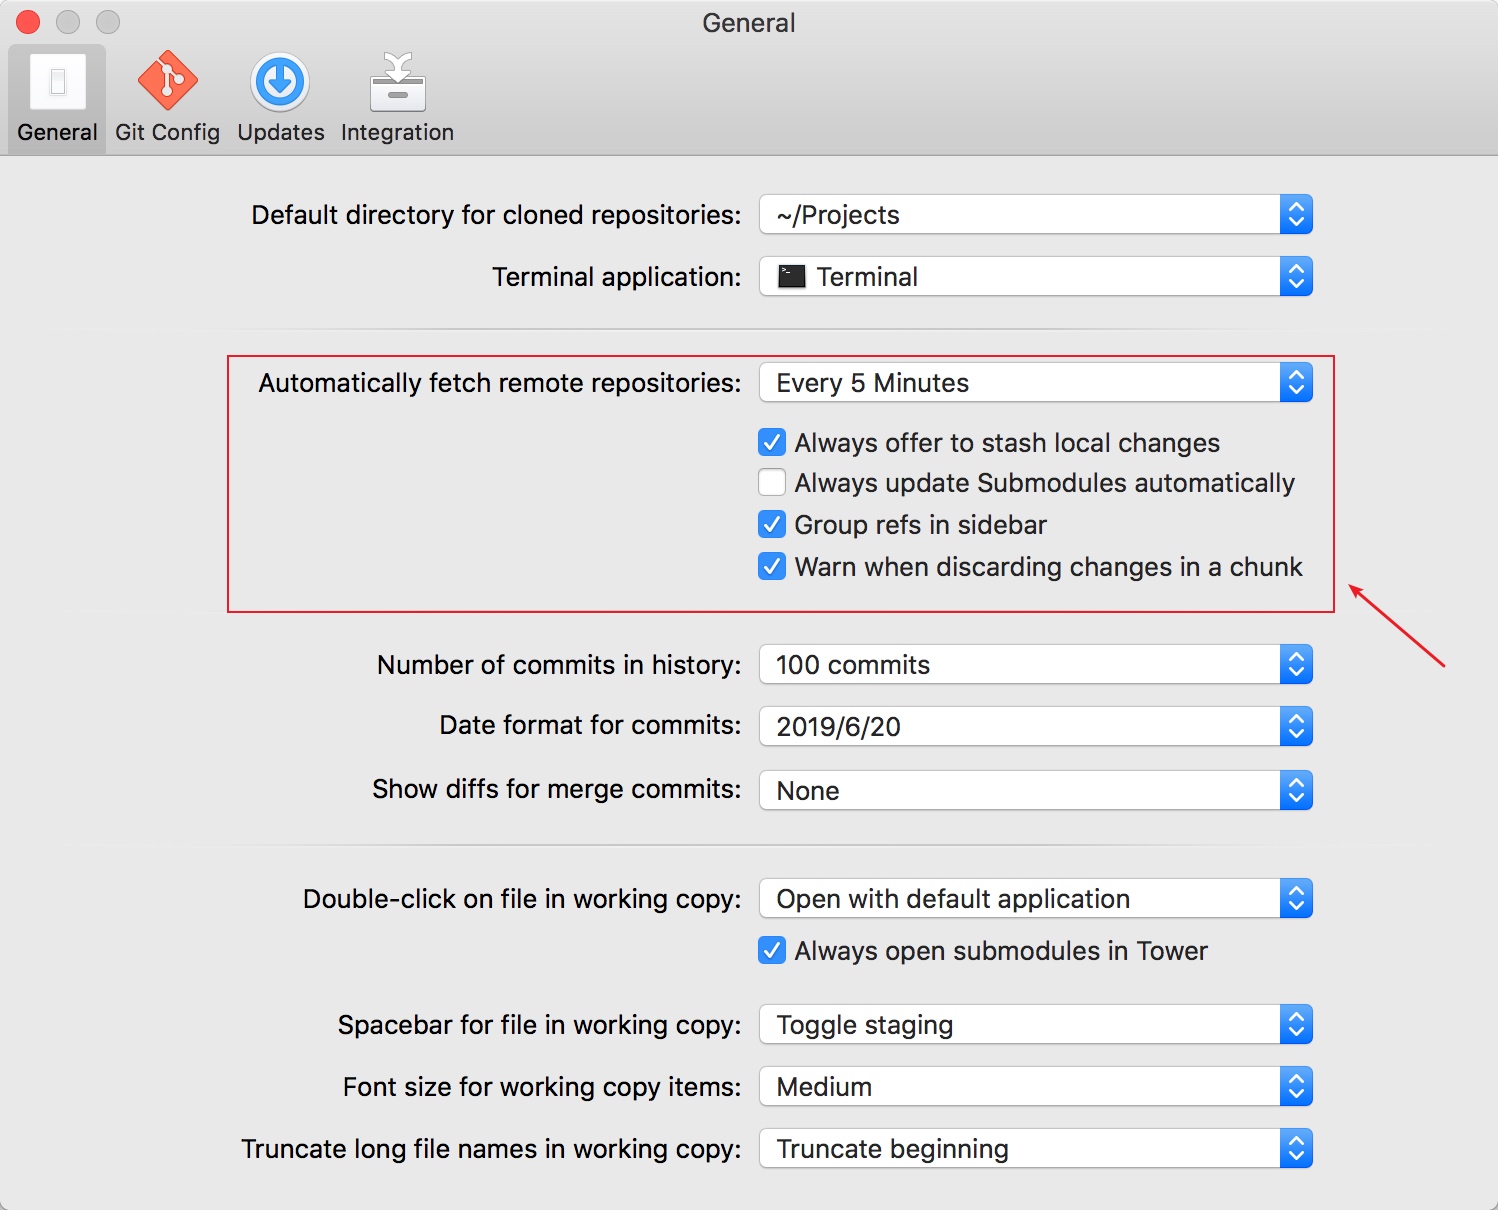 General
General Git Config Updates Integration
Default directory for cloned repositories: ~/Projects
Terminal application: Terminal
Automatically fetch remote repositories: Every 5 Minutes
Always offer to stash local changes
Always update Submodules automatically
Group refs in sidebar
Warn when discarding changes in a chunk
Number of commits in history: 100 commits
Date format for commits: 2019/6/20
Show diffs for merge commits: None
Double-click on file in working copy: Open with default application
Always open submodules in Tower
Spacebar for file in working copy: Toggle staging
Font size for working copy items: Medium
Truncate long file names in working copy: Truncate beginning